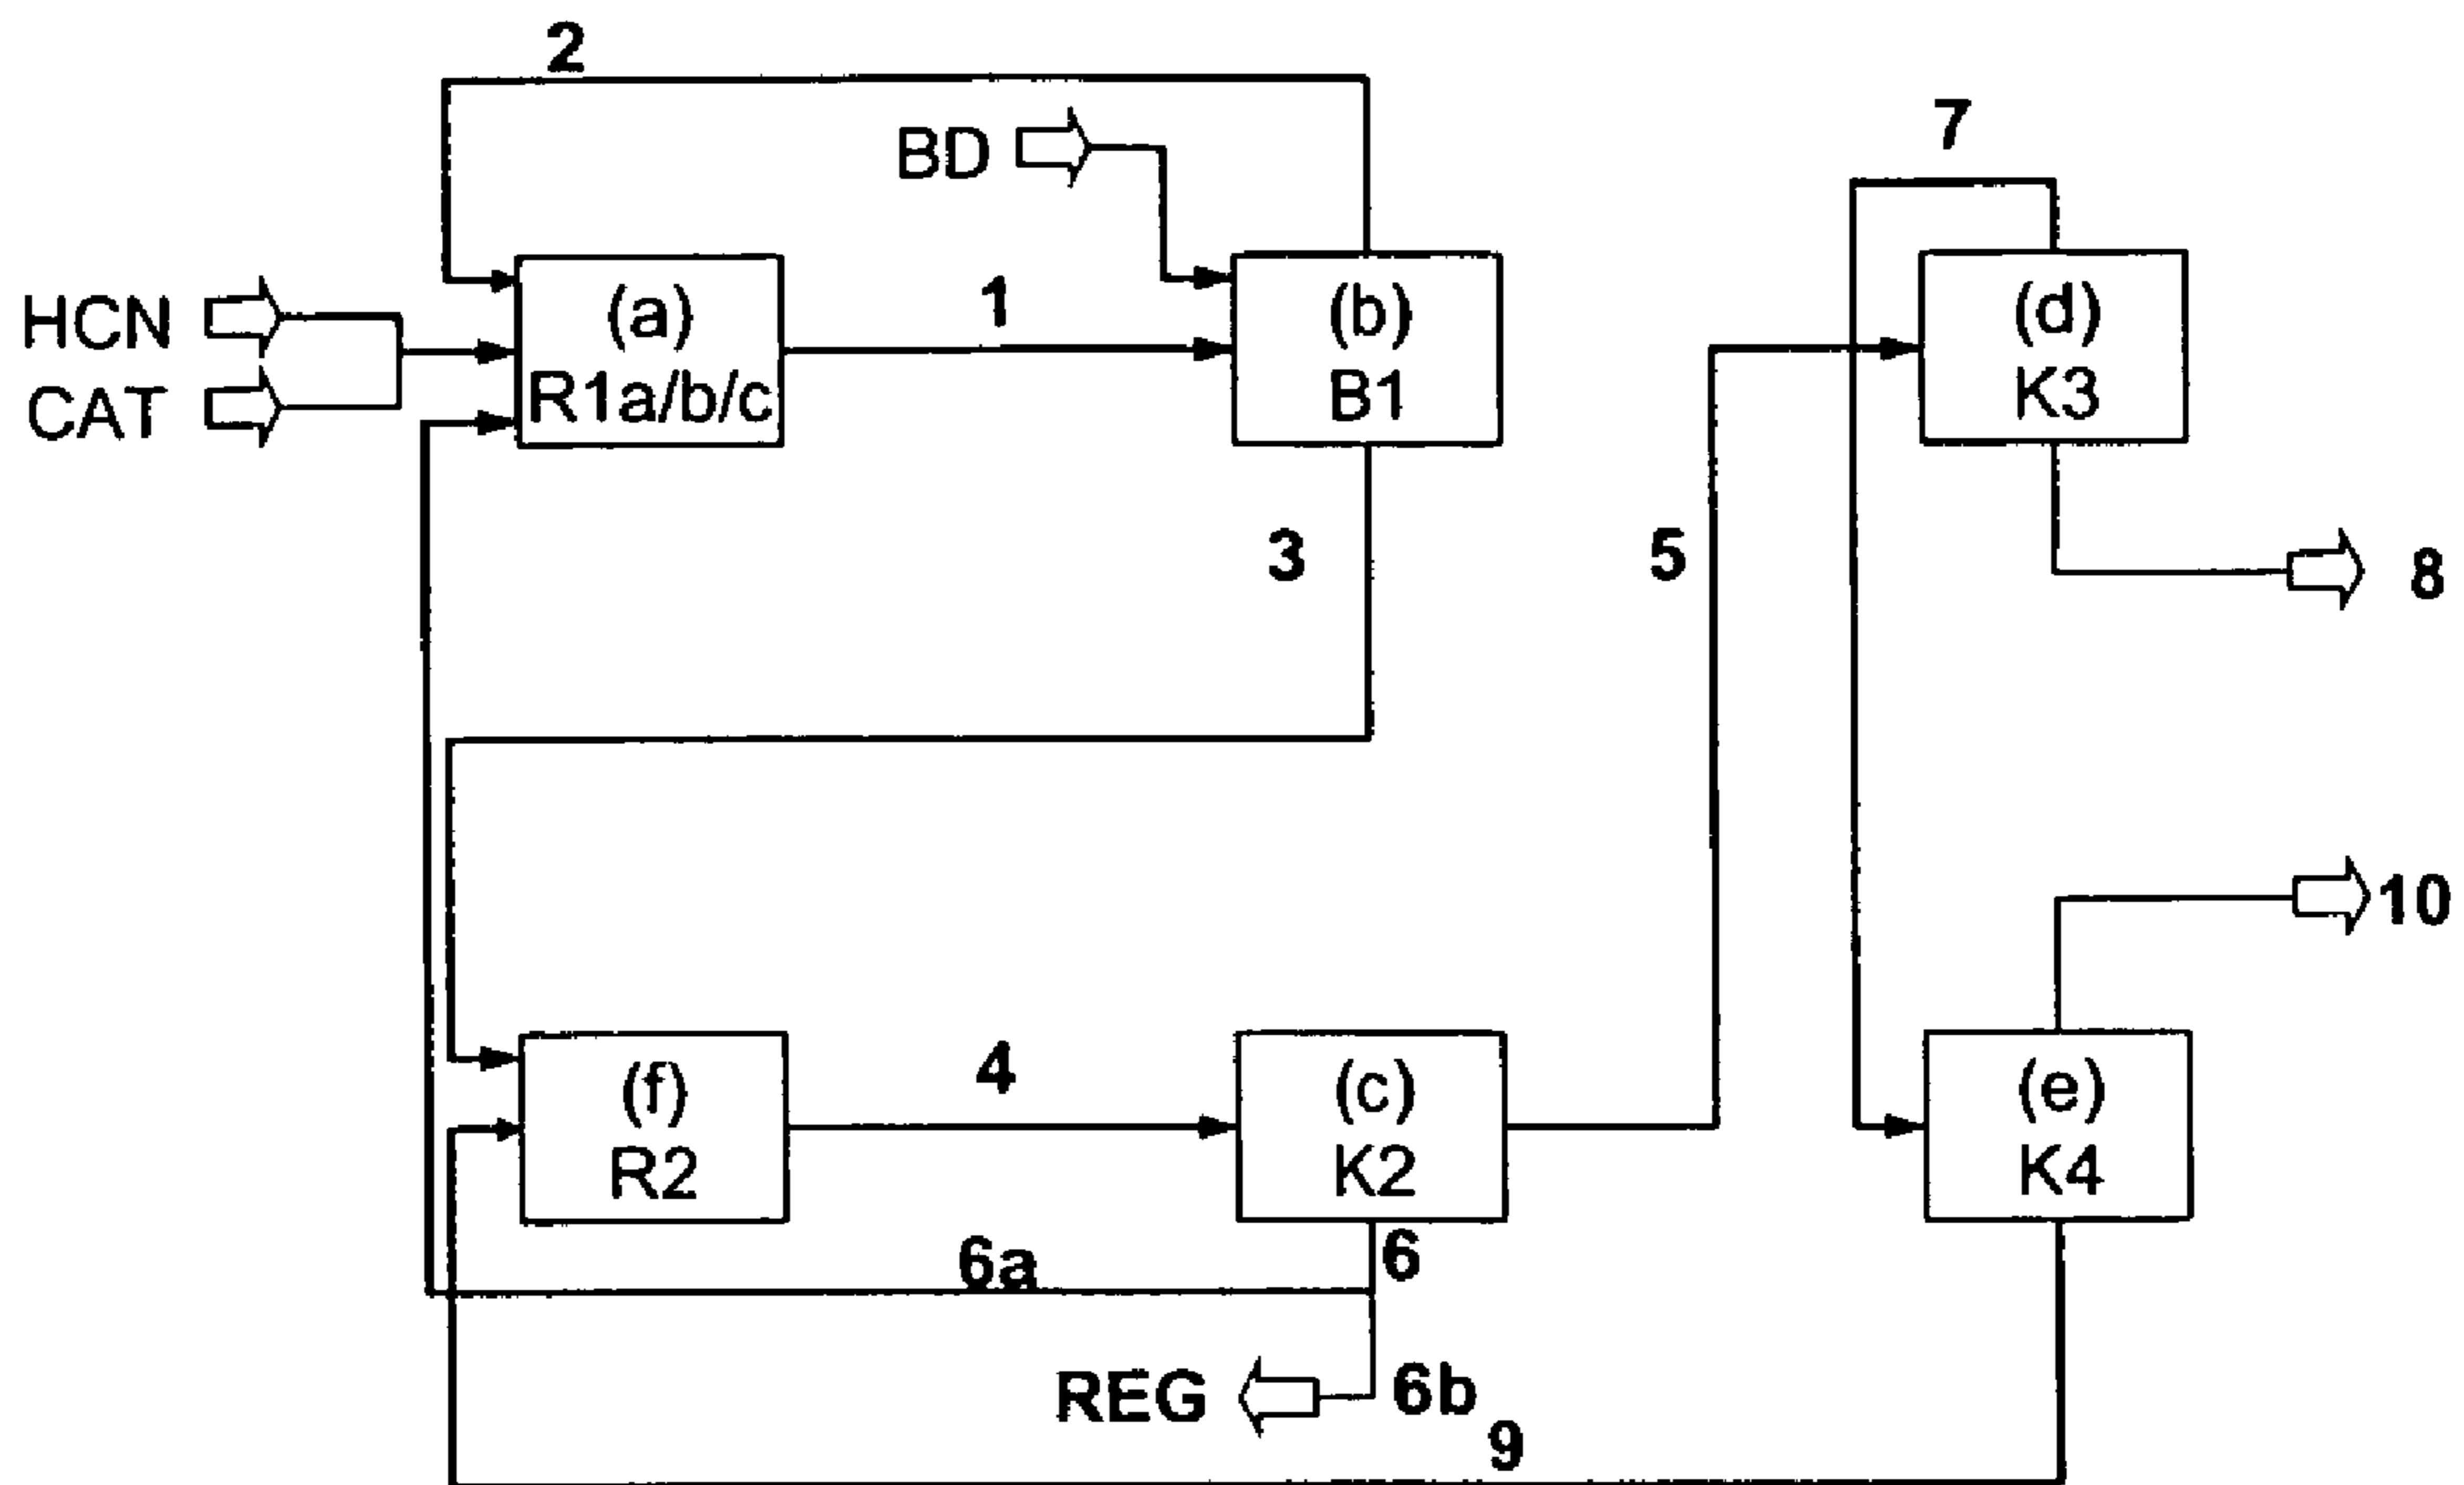 2
BD
7
HCN
CAT
(a)
R1a/b/c
1
(b)
B1
(d)
K3
3
5
8
10
(f)
R2
4
(c)
K2
(e)
K4
6a
6
REG
6b
9